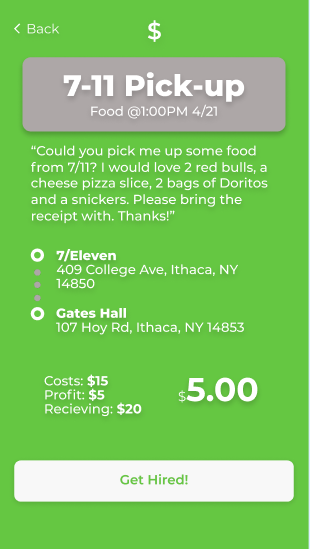 Back
$
7-11 Pick-up
Food @1:00PM 4/21
“Could you pick me up some food
from 7/11? I would love 2 red bulls, a
cheese pizza slice, 2 bags of Doritos
and a snickers. Please bring the
receipt with. Thanks!”
7/Eleven
409 College Ave, Ithaca, NY
14850
Gates Hall
107 Hoy Rd, Ithaca, NY 14853
Costs: $15
Profit: $5
Recieving: $20
$5.00
Get Hired!